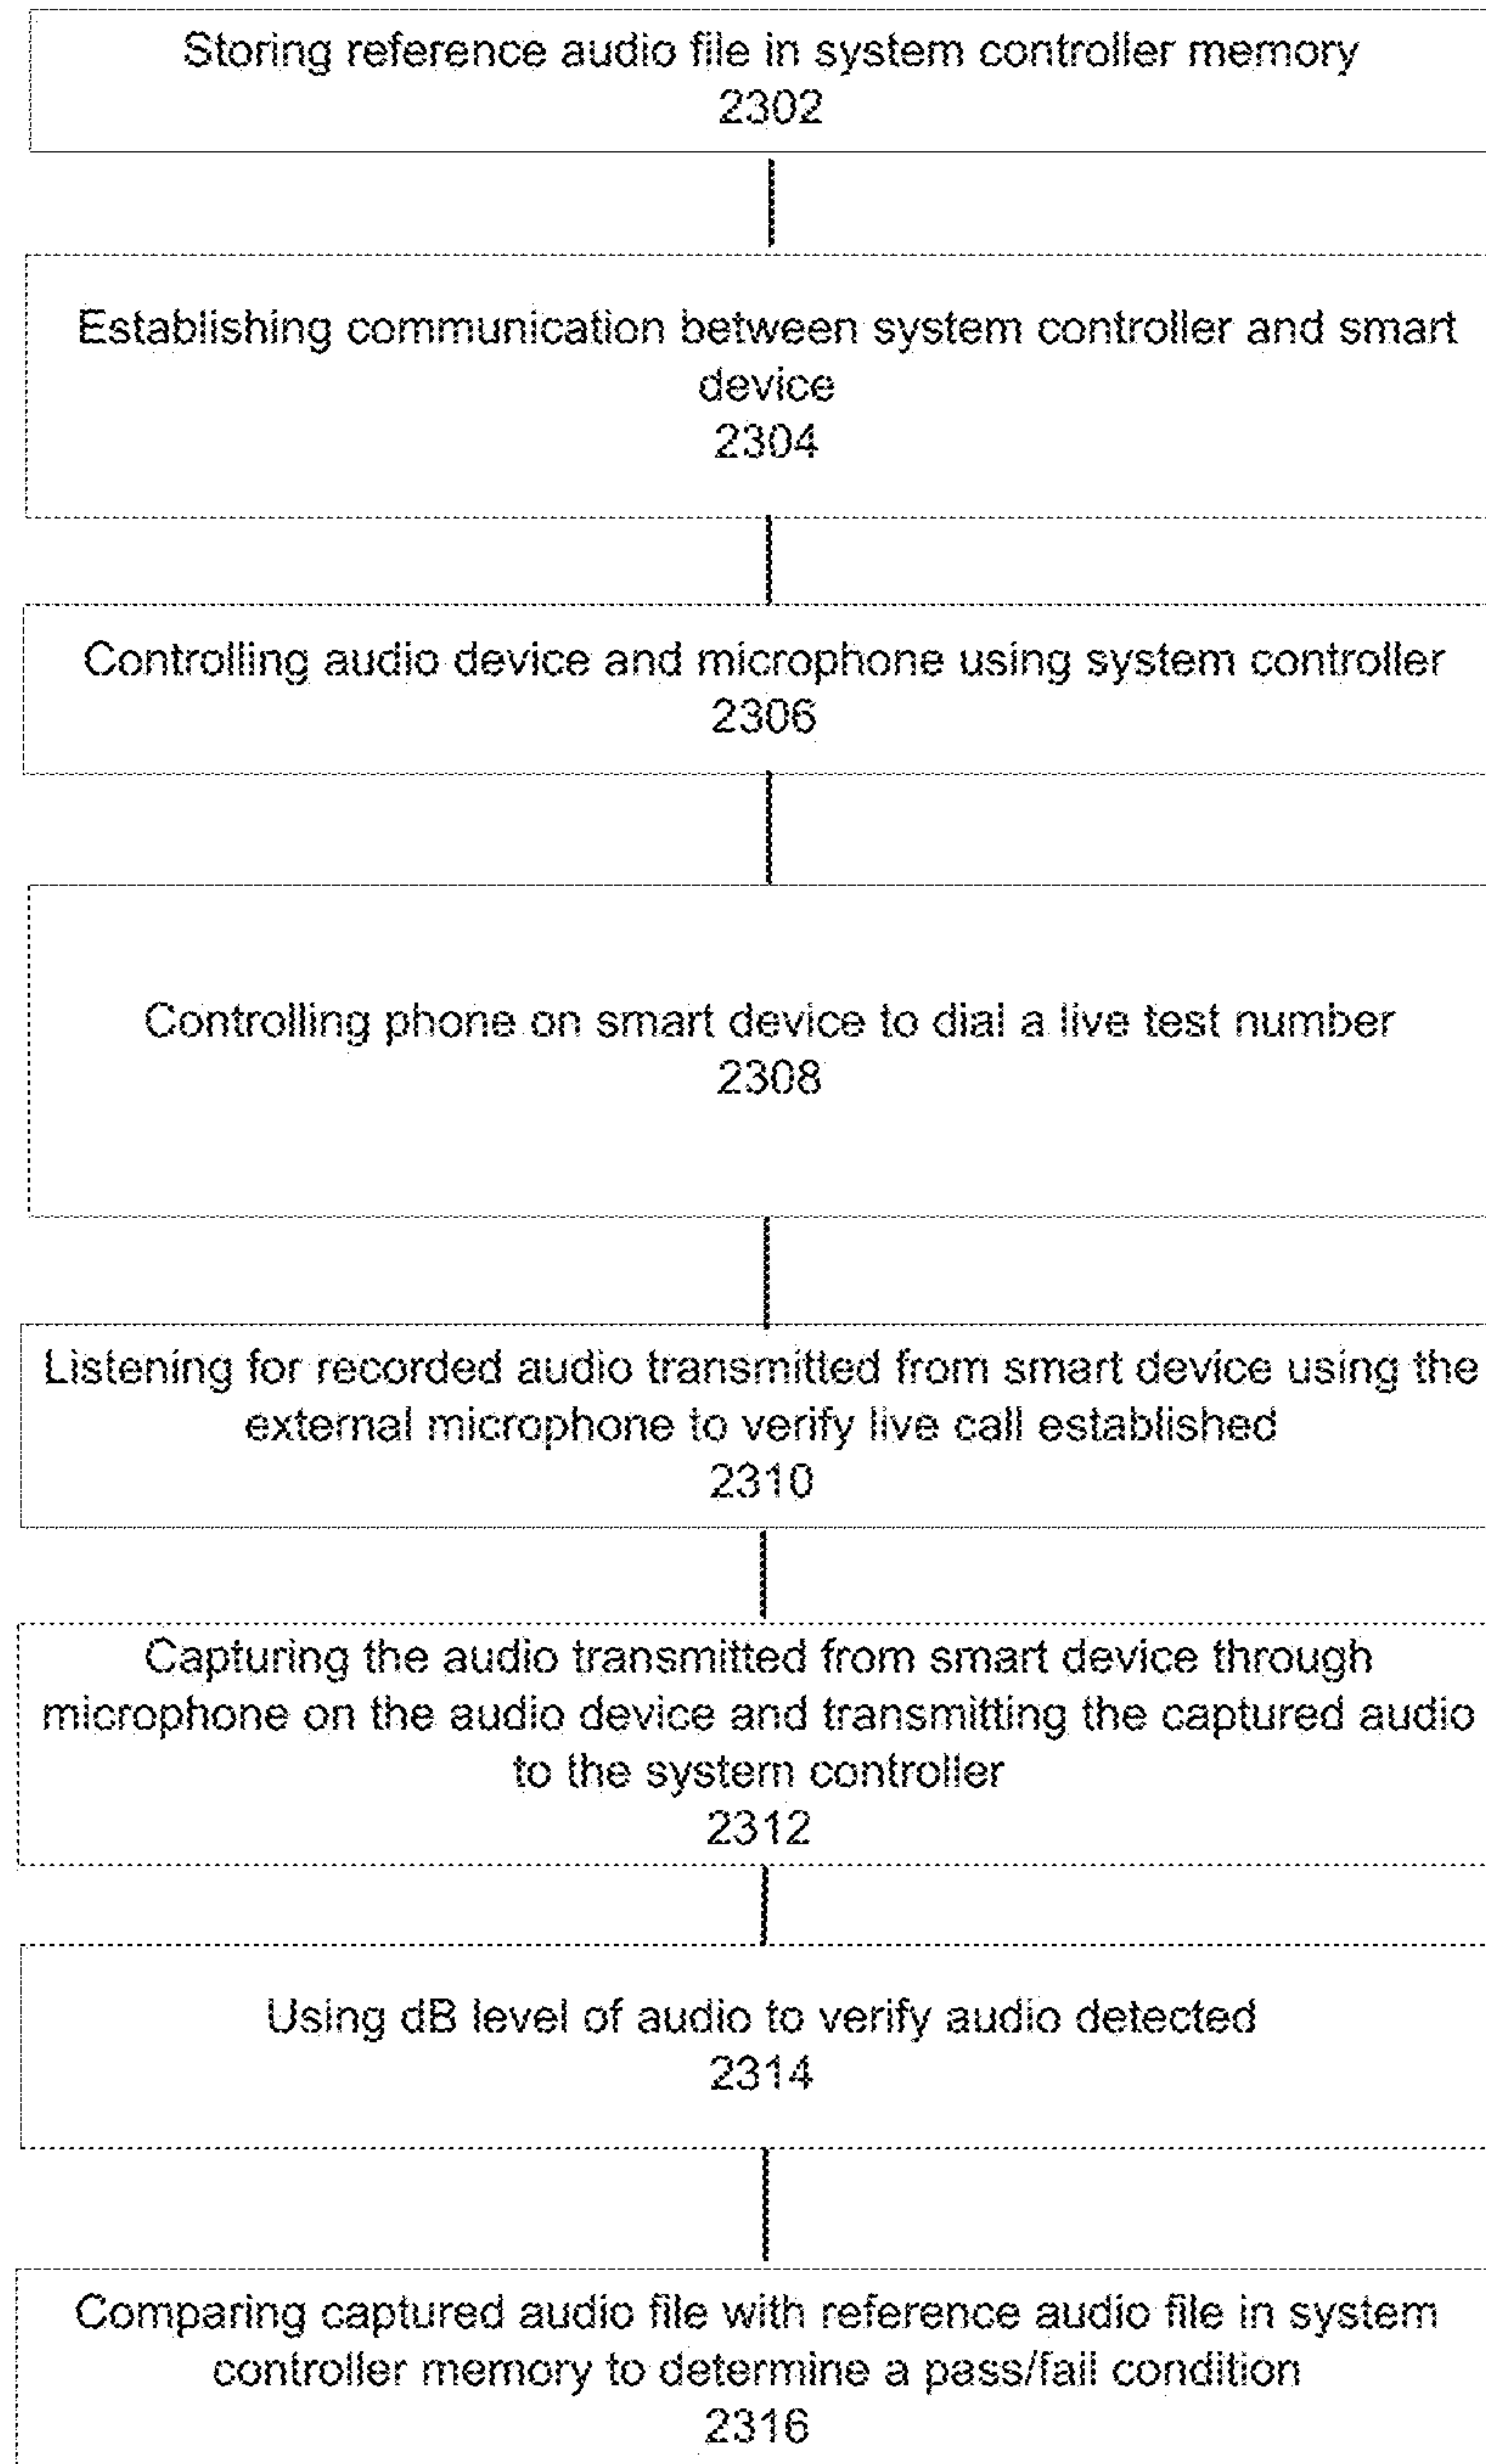 Storing reference audio file in system controller memory
2302
Establishing communication between system controller and smart
device
2304
Controlling audio device and microphone using system controller
2306
Controlling phone on smart device to dial a live test number
2308
Listening for recorded audio transmitted from smart device using the
external microphone to verify live call established
2310
Capturing the audio transmitted from smart device through
microphone on the audio device and transmitting the captured audio
to the system controller
2312
Using dB level of audio to verify audio detected
2314
Comparing captured audio file with reference audio file in system
controller memory to determine a pass/fail condition
2316